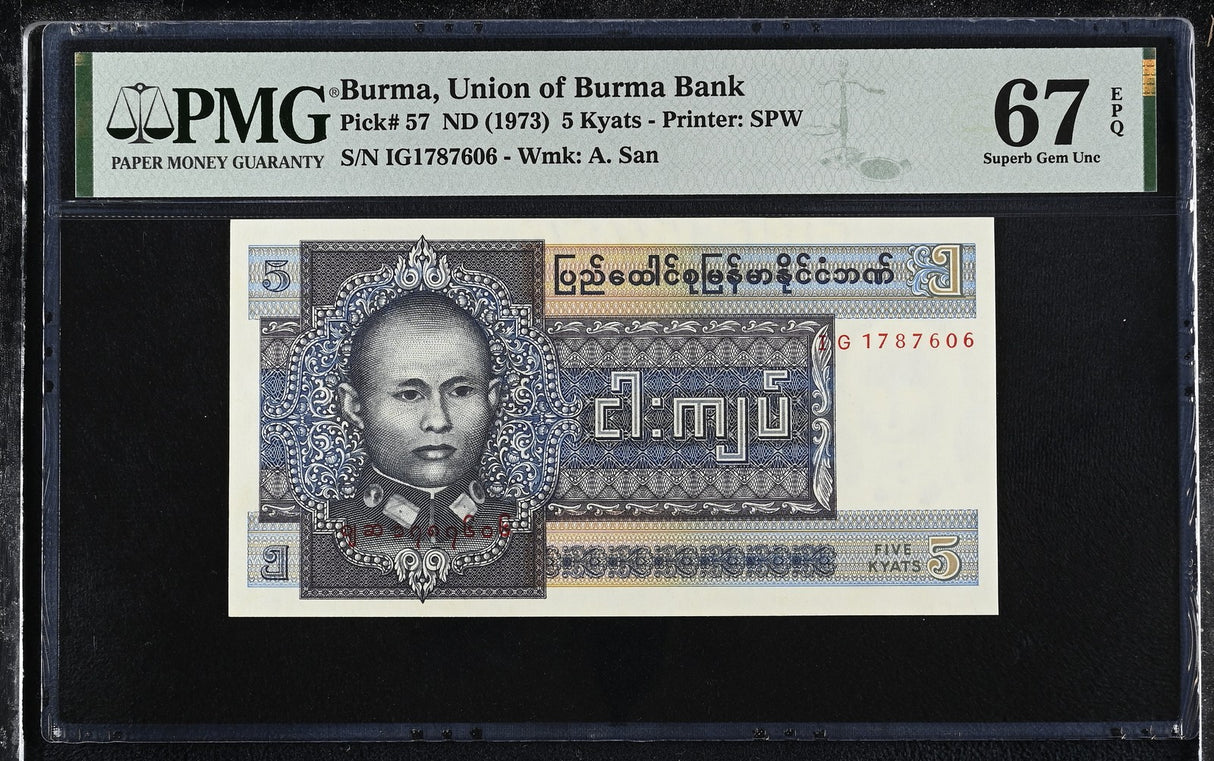 PMG®
PAPER MONEY GUARANTY
Burma, Union of Burma Bank
Pick# 57 ND (1973) 5 Kyats - Printer: SPW
S/N IG1787606 - Wmk: A. San
67 EPQ
Superb Gem Unc
5
ပြည်ထောင်စုမြန်မာနိုင်ငံဘဏ်
၅
IG 1787606
ငါးကျပ်
၅
FIVE
KYATS
5